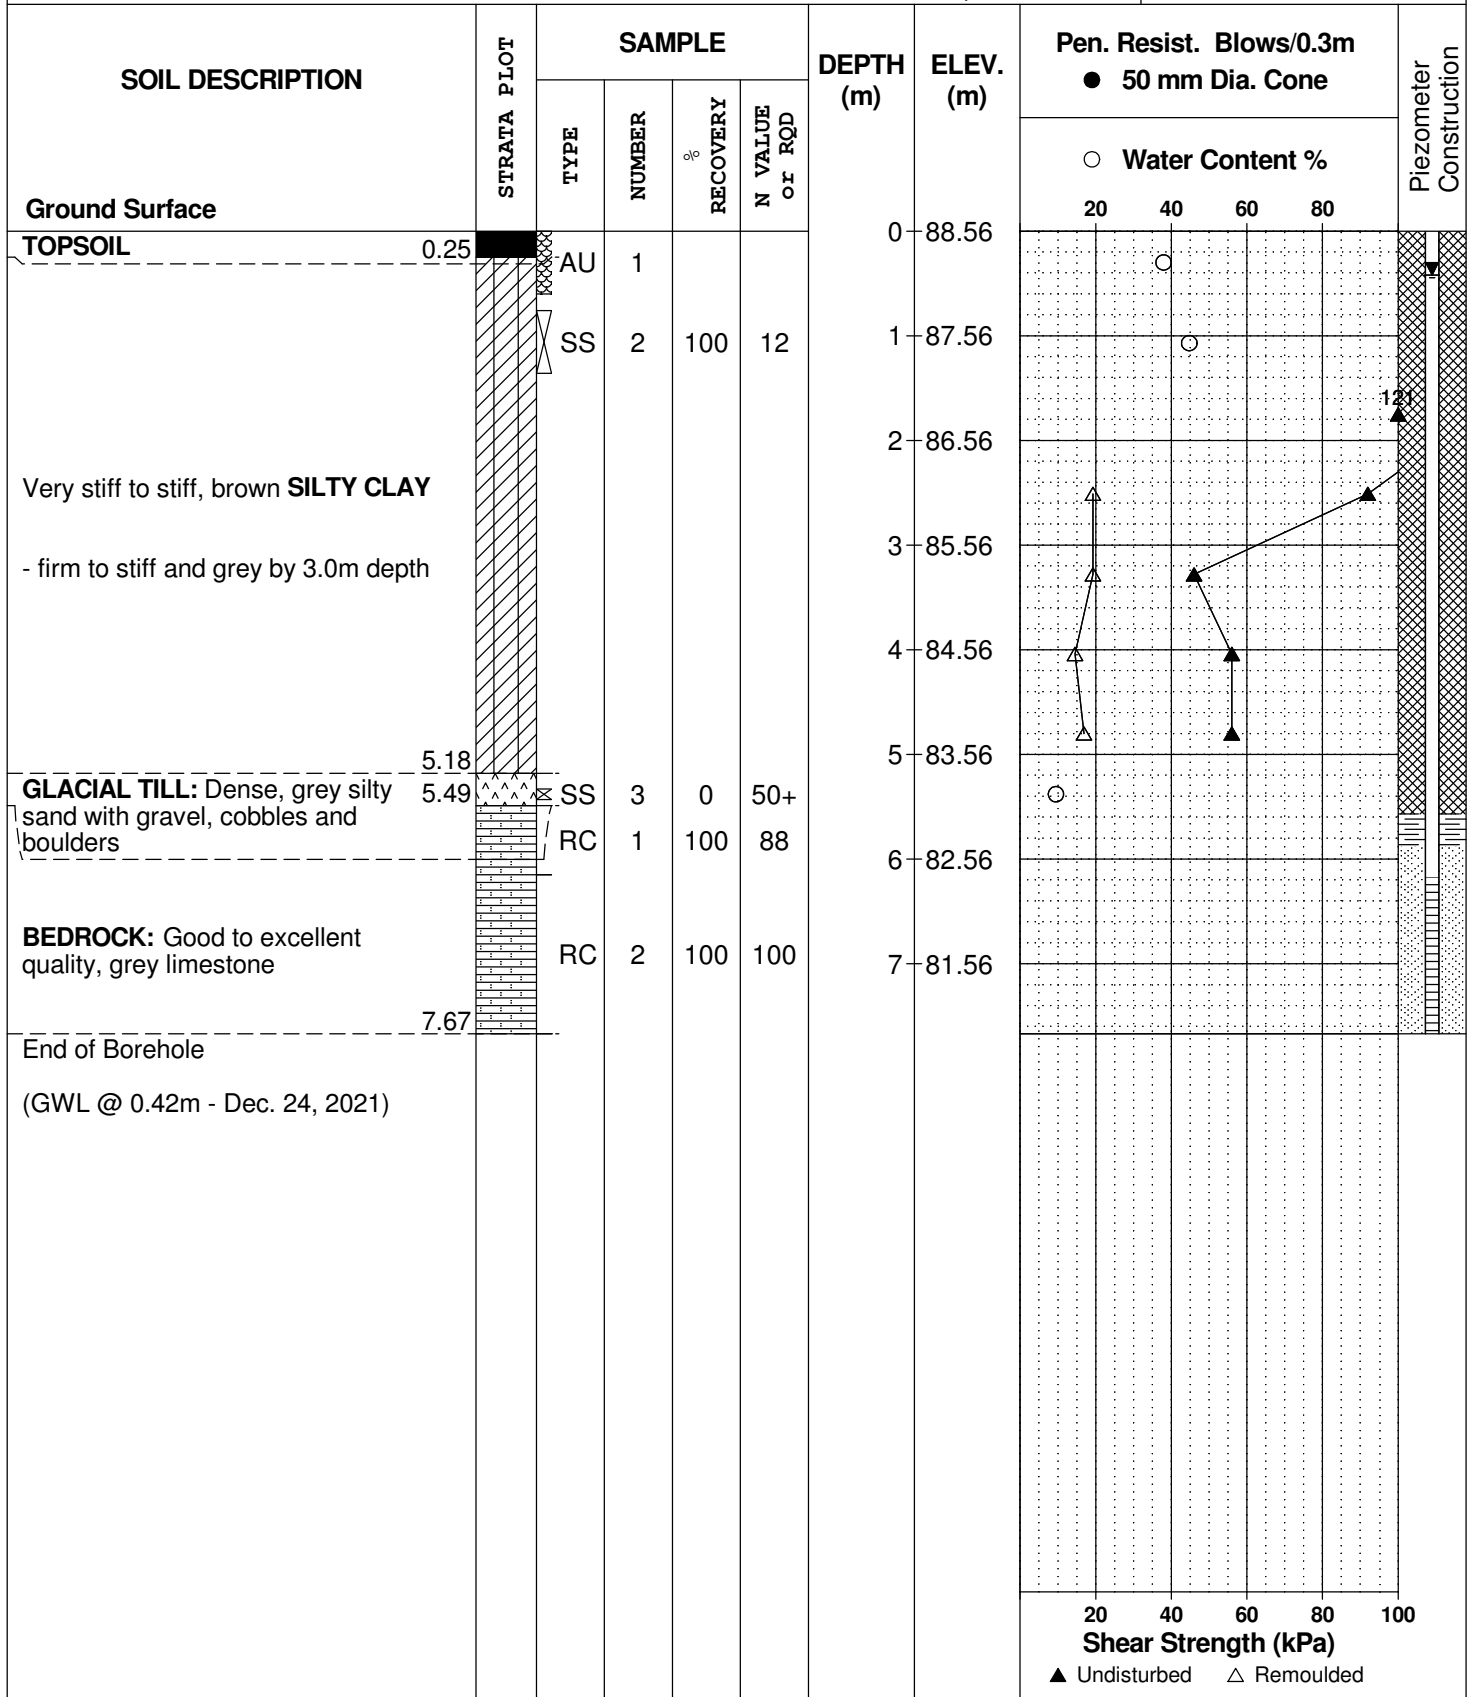 SOIL DESCRIPTION
STRATA PLOT
SAMPLE
TYPE
NUMBER
% RECOVERY
N VALUE or RQD
DEPTH (m)
ELEV. (m)
Pen. Resist. Blows/0.3m
● 50 mm Dia. Cone
○ Water Content %
20 40 60 80
Piezometer Construction
Ground Surface
0 88.56
TOPSOIL 0.25
AU 1
SS 2 100 12
1 87.56
121
2 86.56
Very stiff to stiff, brown SILTY CLAY
3 85.56
- firm to stiff and grey by 3.0m depth
4 84.56
5 83.56
5.18
GLACIAL TILL: Dense, grey silty 5.49
sand with gravel, cobbles and
boulders
SS 3 0 50+
RC 1 100 88
6 82.56
BEDROCK: Good to excellent
quality, grey limestone
RC 2 100 100
7 81.56
7.67
End of Borehole
(GWL @ 0.42m - Dec. 24, 2021)
20 40 60 80 100
Shear Strength (kPa)
▲ Undisturbed △ Remoulded